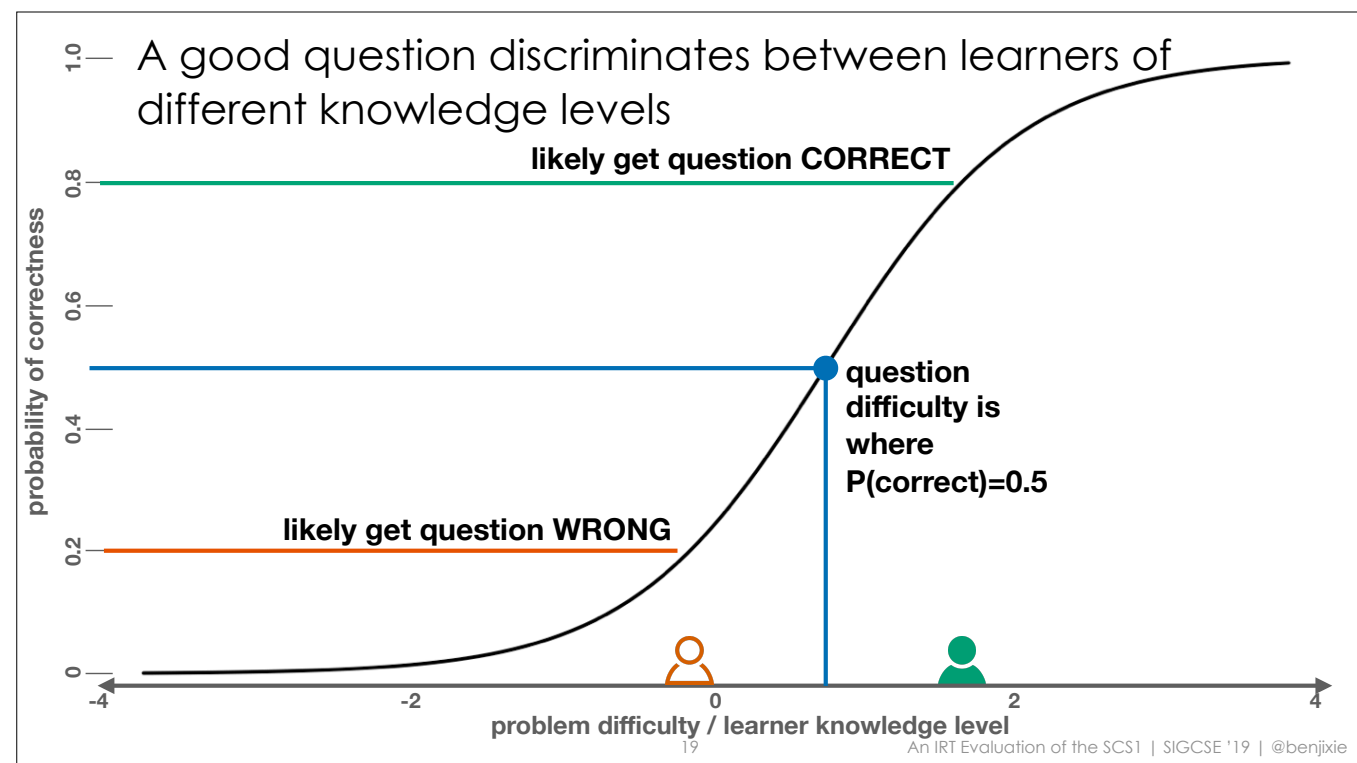 A good question discriminates between learners of
different knowledge levels
1.0
likely get question CORRECT
0.8
probability of correctness
0.6
question
difficulty is
where
P(correct)=0.5
0.4
likely get question WRONG
0.2
0
-4
-2
0
2
4
problem difficulty / learner knowledge level
19
An IRT Evaluation of the SCS1 | SIGCSE ’19 | @benjixie